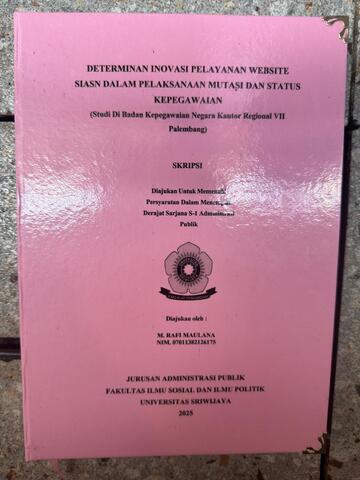 DETERMINAN INOVASI PELAYANAN WEBSITE
SIASN DALAM PELAKSANAAN MUTASI DAN STATUS
KEPEGAWAIAN
(Studi Di Badan Kepegawaian Negara Kantor Regional VII
Palembang)
SKRIPSI
Diajukan Untuk Memenuhi
Persyaratan Dalam Menempuh
Derajat Sarjana S-1 Administrasi
Publik
Diajukan oleh :
M. RAFI MAULANA
NIM. 07011382126175
JURUSAN ADMINISTRASI PUBLIK
FAKULTAS ILMU SOSIAL DAN ILMU POLITIK
UNIVERSITAS SRIWIJAYA
2025